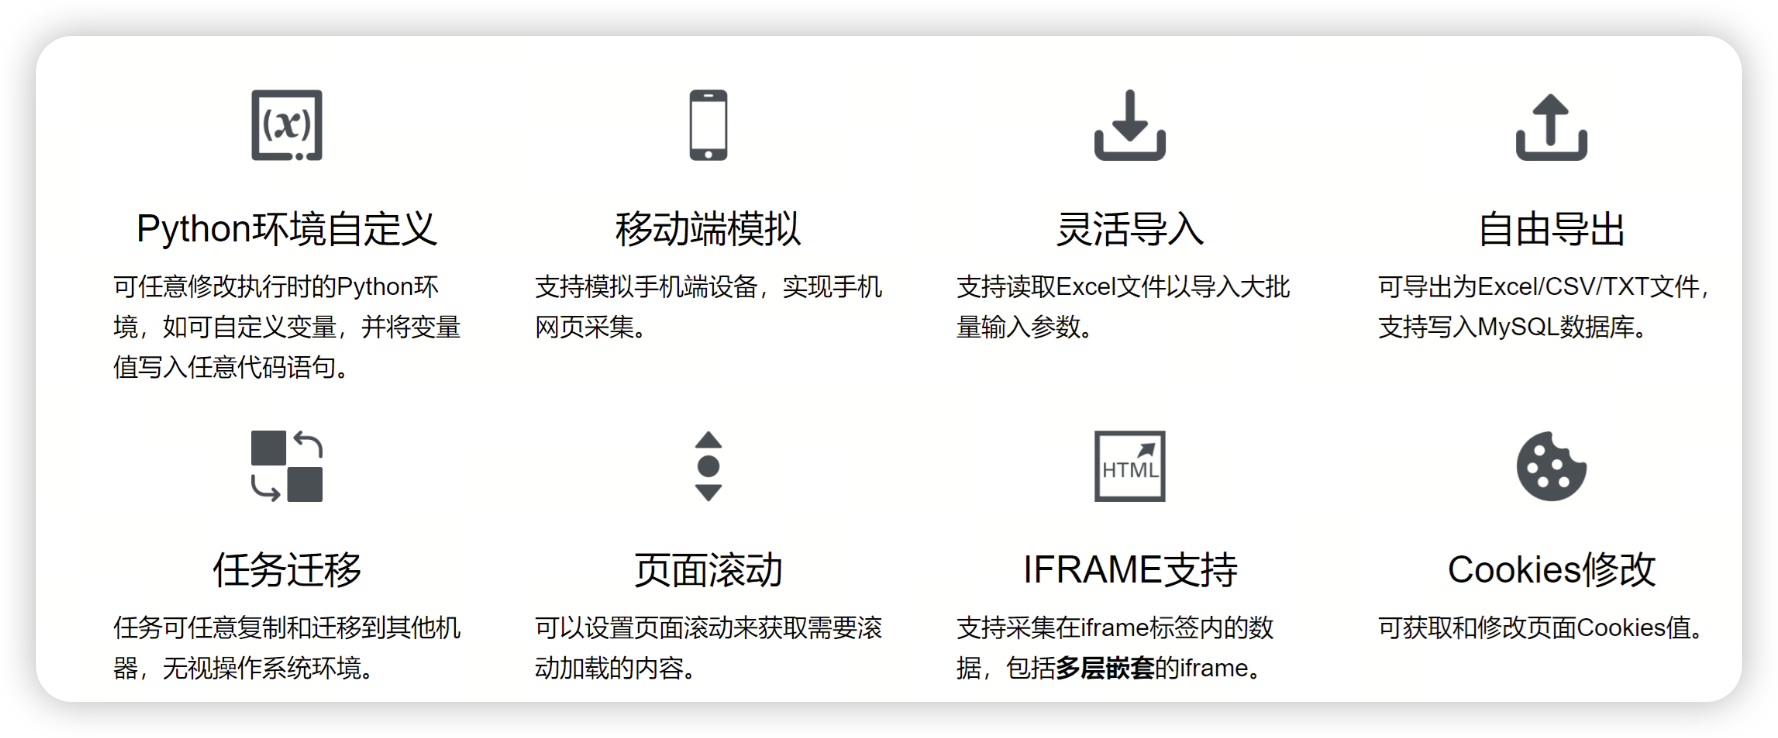 (x)
Python环境自定义
可任意修改执行时的Python环
境，如可自定义变量，并将变量
值写入任意代码语句。
移动端模拟
支持模拟手机端设备，实现手机
网页采集。
灵活导入
支持读取Excel文件以导入大批
量输入参数。
自由导出
可导出为Excel/CSV/TXT文件，
支持写入MySQL数据库。
任务迁移
任务可任意复制和迁移到其他机
器，无视操作系统环境。
页面滚动
可以设置页面滚动来获取需要滚
动加载的内容。
HTML
IFRAME支持
支持采集在iframe标签内的数
据，包括多层嵌套的iframe。
Cookies修改
可获取和修改页面Cookies值。